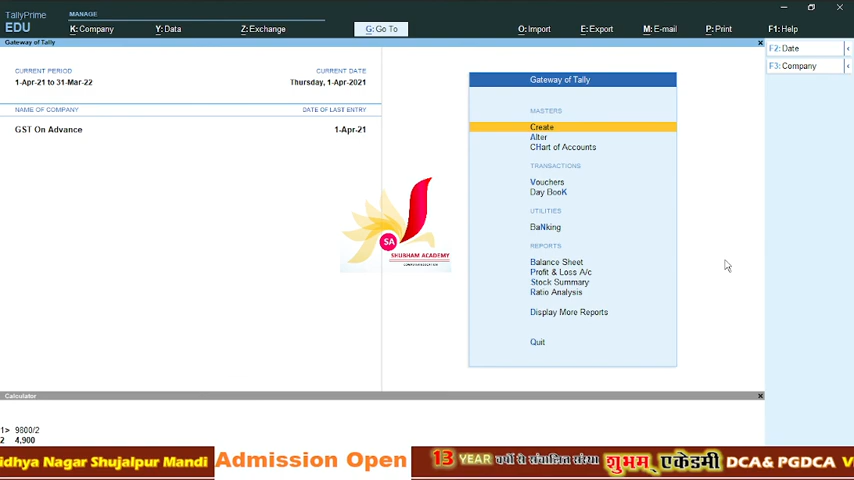 TallyPrime
EDU
MANAGE
K: Company
Y: Data
Z: Exchange
G: Go To
O: Import
E: Export
M: E-mail
P: Print
F1: Help
Gateway of Tally
F2: Date
F3: Company
CURRENT PERIOD
CURRENT DATE
1-Apr-21 to 31-Mar-22
Thursday, 1-Apr-2021
NAME OF COMPANY
DATE OF LAST ENTRY
GST On Advance
1-Apr-21
Gateway of Tally
MASTERS
Create
Alter
CHart of Accounts
TRANSACTIONS
Vouchers
Day BooK
UTILITIES
BaNking
REPORTS
Balance Sheet
Profit & Loss A/c
Stock Summary
Ratio Analysis
Display More Reports
Quit
SA
SHUBHAM ACADEMY
Calculator
1> 9800/2
2 4,900
idhya Nagar Shujalpur Mandi
Admission Open
13 YEAR वर्षो से संचालित संस्था शुभम् एकेडमी DCA & PGDCA V